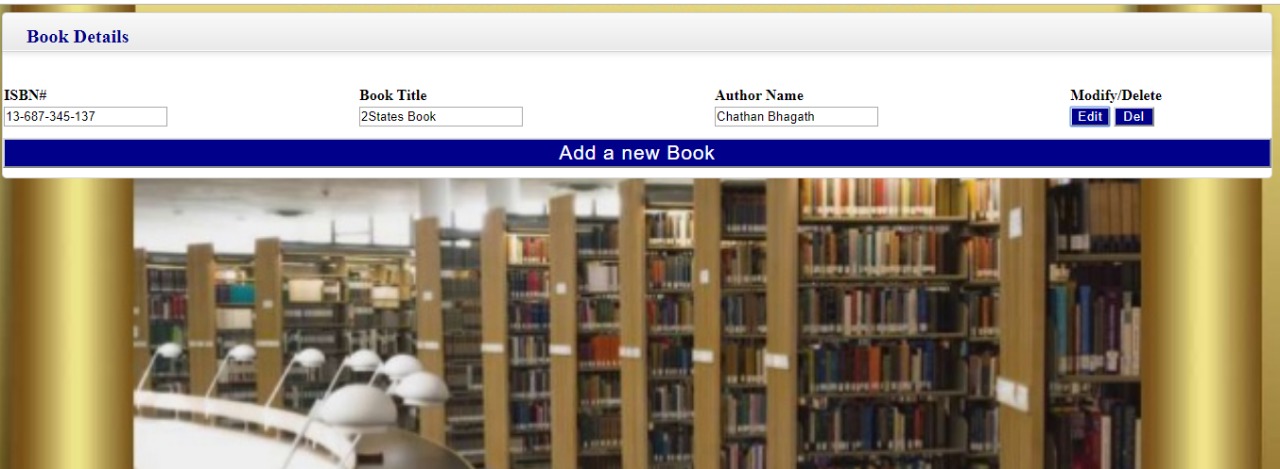 Book Details
ISBN# Book Title Author Name Modify/Delete
13-687-345-137 2States Book Chathan Bhagath Edit Del
Add a new Book